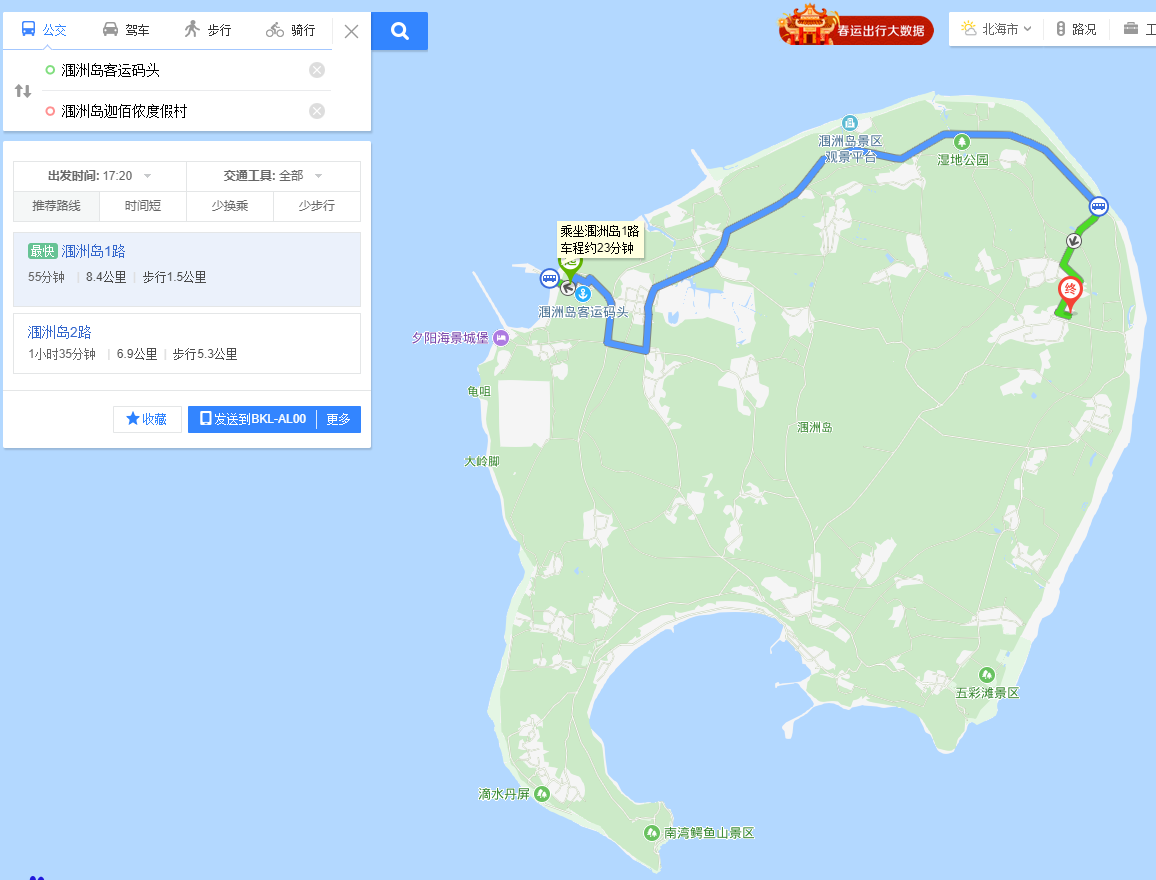 公交
驾车
步行
骑行
涠洲岛客运码头
涠洲岛迦佰侬度假村
出发时间: 17:20
交通工具: 全部
推荐路线
时间短
少换乘
少步行
最快 涠洲岛1路
55分钟 | 8.4公里 | 步行1.5公里
涠洲岛2路
1小时35分钟 | 6.9公里 | 步行5.3公里
收藏
发送到BKL-AL00
更多
春运出行大数据
北海市
路况
工
涠洲岛景区
观景平台
湿地公园
乘坐涠洲岛1路
车程约23分钟
终
涠洲岛客运码头
夕阳海景城堡
龟咀
涠洲岛
大岭脚
五彩滩景区
滴水丹屏
南湾鳄鱼山景区